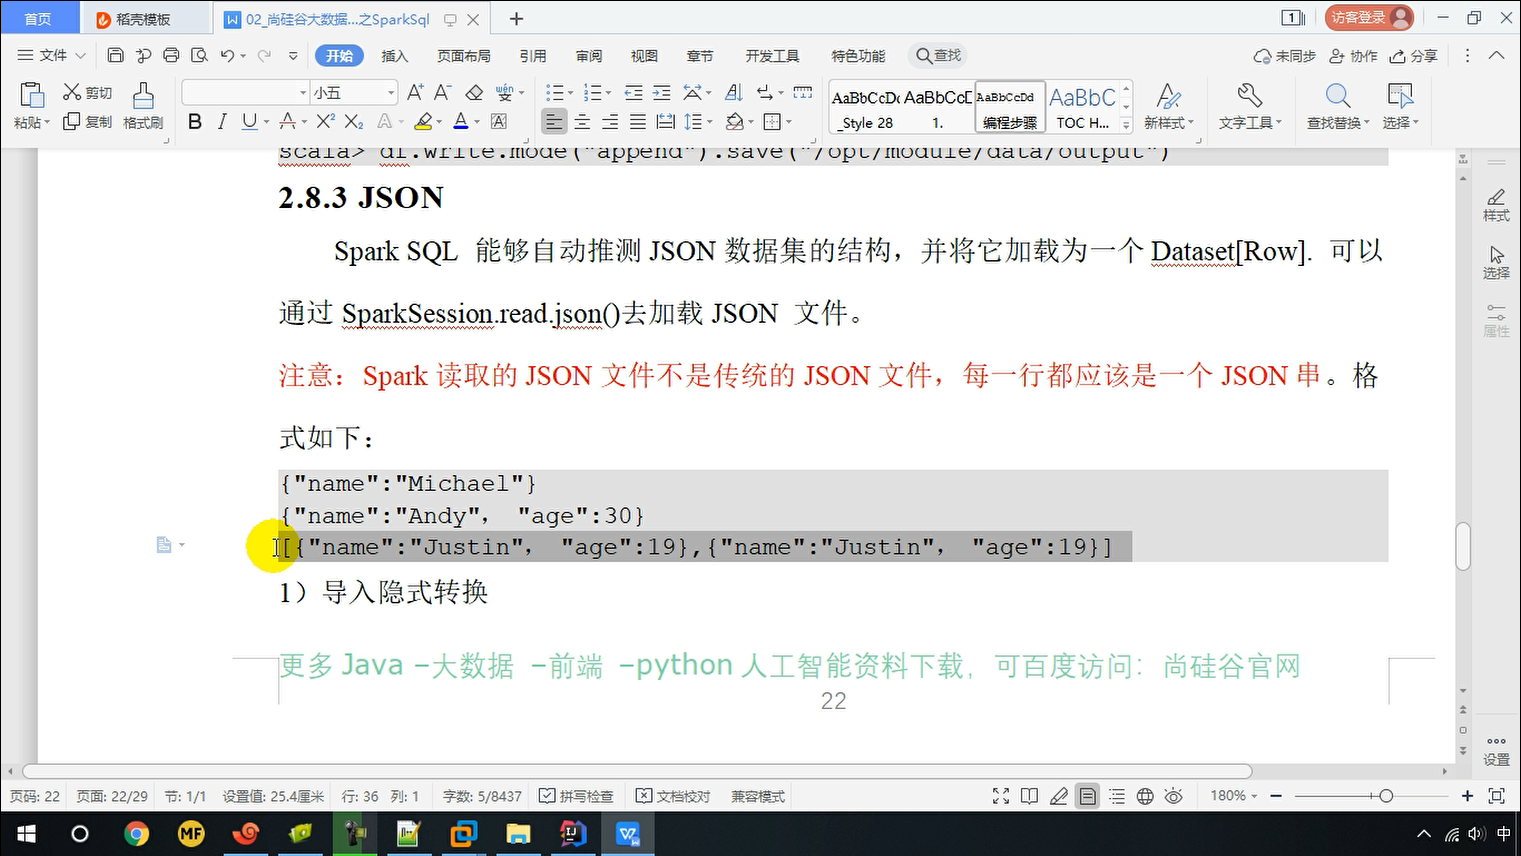 首页
稻壳模板
02_尚硅谷大数据...之SparkSql
访客登录
文件
开始
插入
页面布局
引用
审阅
视图
章节
开发工具
特色功能
查找
未同步
协作
分享
粘贴
剪切
复制
格式刷
小五
AaBbCcDc
_Style 28
AaBbCcD
1.
AaBbCcDd
编程步骤
AaBbC
TOC H...
新样式
文字工具
查找替换
选择
scala> df.write.mode("append").save("/opt/module/data/output")
2.8.3 JSON
Spark SQL 能够自动推测 JSON 数据集的结构，并将它加载为一个 Dataset[Row]. 可以
通过 SparkSession.read.json()去加载 JSON 文件。
注意：Spark 读取的 JSON 文件不是传统的 JSON 文件，每一行都应该是一个 JSON 串。格
式如下：
{"name":"Michael"}
{"name":"Andy"， "age":30}
[{"name":"Justin"， "age":19},{"name":"Justin"， "age":19}]
1）导入隐式转换
更多 Java –大数据 –前端 –python 人工智能资料下载，可百度访问：尚硅谷官网
22
样式
选择
属性
设置
页码: 22
页面: 22/29
节: 1/1
设置值: 25.4厘米
行: 36
列: 1
字数: 5/8437
拼写检查
文档校对
兼容模式
180%
中